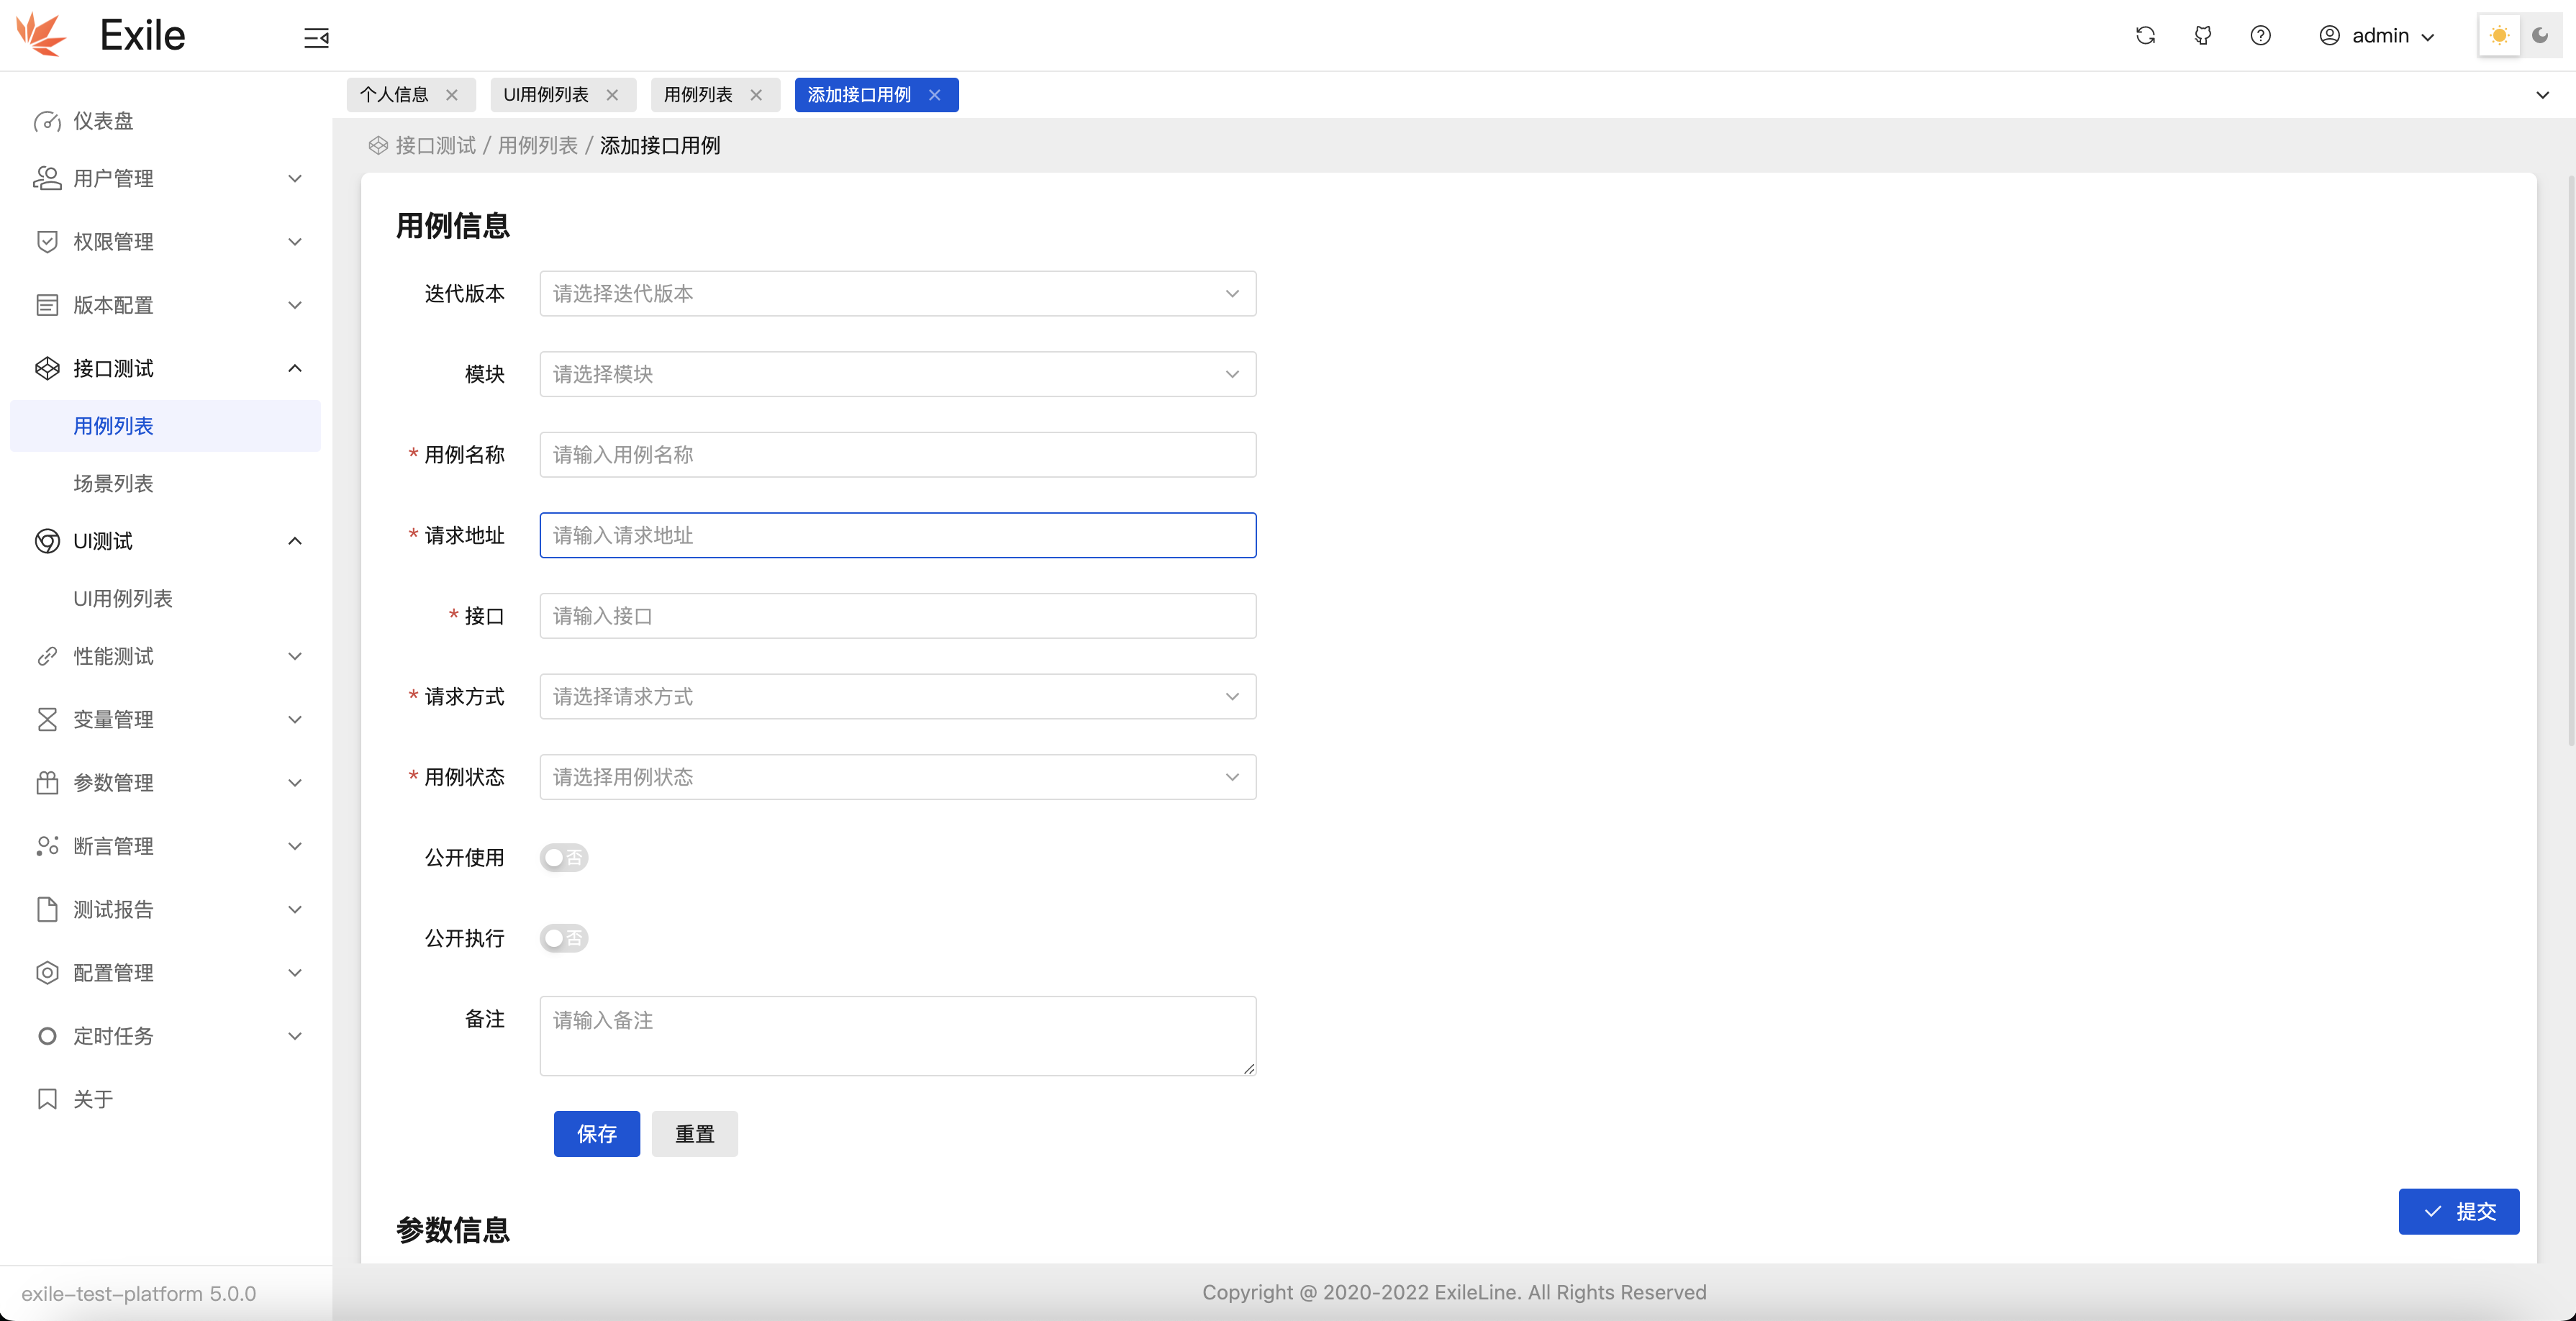 Exile
admin
个人信息
UI用例列表
用例列表
添加接口用例
接口测试 / 用例列表 / 添加接口用例
仪表盘
用户管理
权限管理
版本配置
接口测试
用例列表
场景列表
UI测试
UI用例列表
性能测试
变量管理
参数管理
断言管理
测试报告
配置管理
定时任务
关于
exile-test-platform 5.0.0
用例信息
迭代版本 请选择迭代版本
模块 请选择模块
* 用例名称 请输入用例名称
* 请求地址 请输入请求地址
* 接口 请输入接口
* 请求方式 请选择请求方式
* 用例状态 请选择用例状态
公开使用 否
公开执行 否
备注 请输入备注
保存 重置
参数信息
提交
Copyright @ 2020-2022 ExileLine. All Rights Reserved